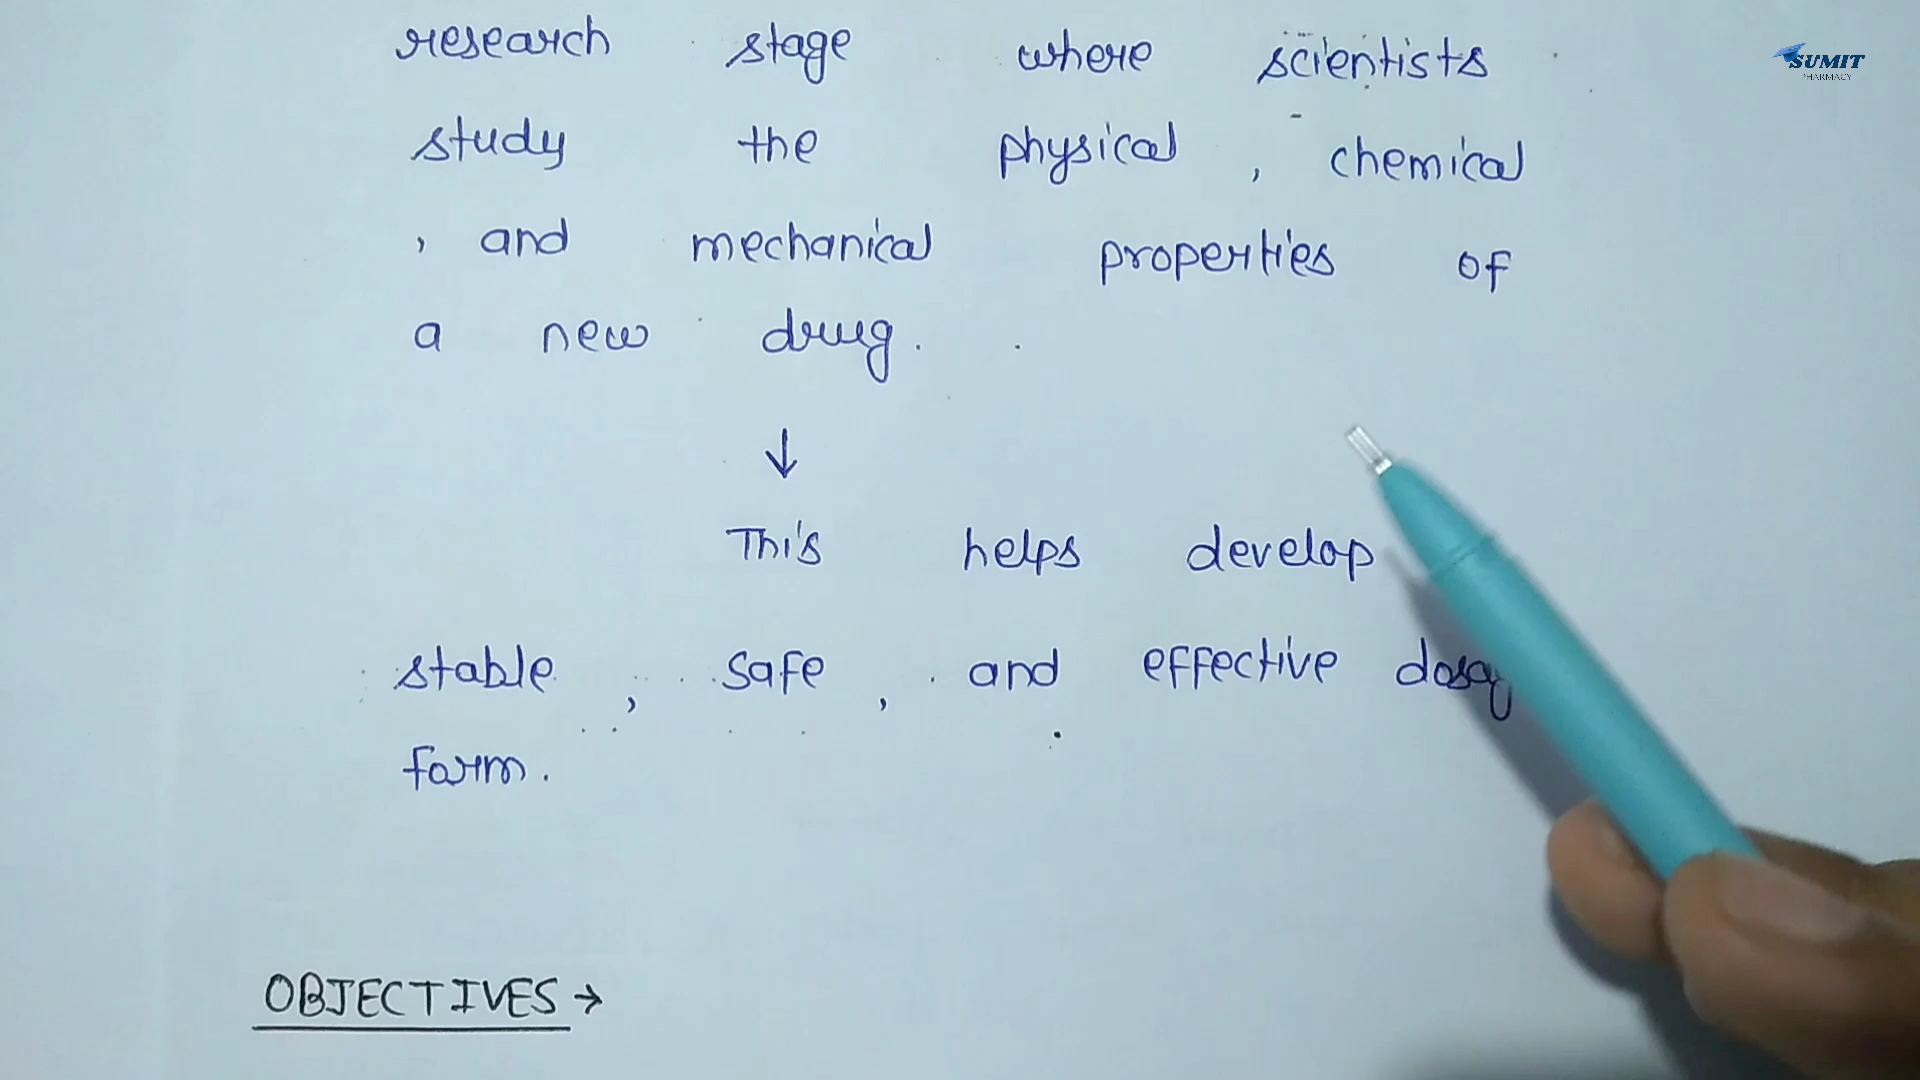 research stage where scientists
study the physical , chemical
, and mechanical properties of
a new drug.
↓
This helps develop
stable , safe , and effective
form.
OBJECTIVES →
SUMIT
PHARMACY